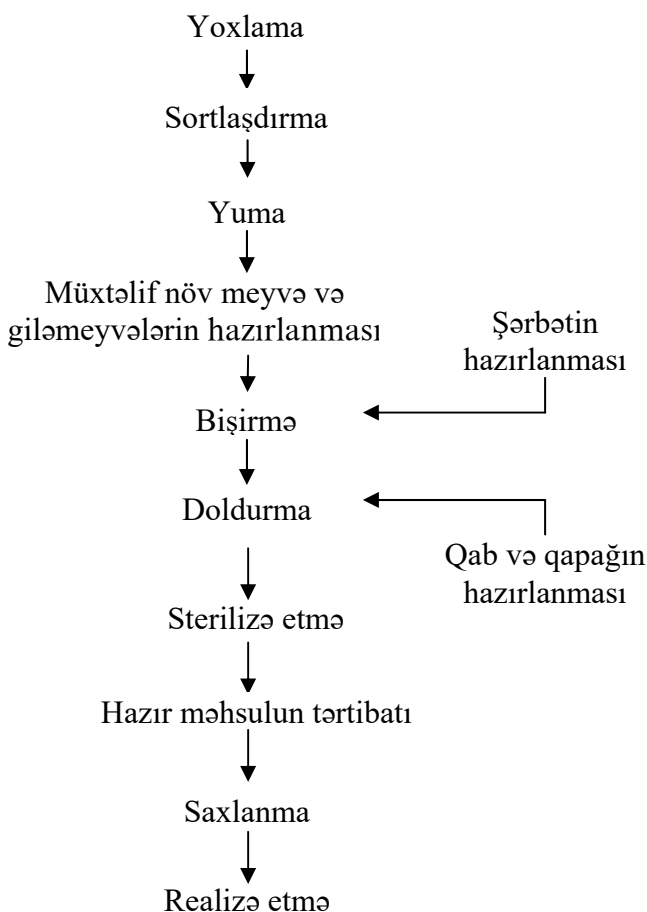 Yoxlama
Sortlaşdırma
Yuma
Müxtəlif növ meyvə və
giləmeyvələrin hazırlanması
Şərbətin
hazırlanması
Bişirmə
Doldurma
Qab və qapağın
hazırlanması
Sterilizə etmə
Hazır məhsulun tərtibatı
Saxlanma
Realizə etmə